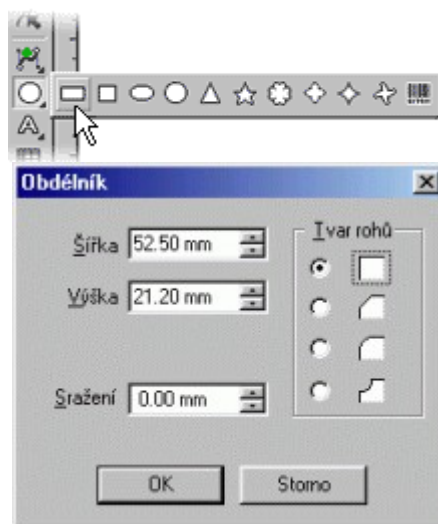 A
Obdélník
Šířka 52.50 mm
Výška 21.20 mm
Sražení 0.00 mm
Tvar rohů
OK
Storno